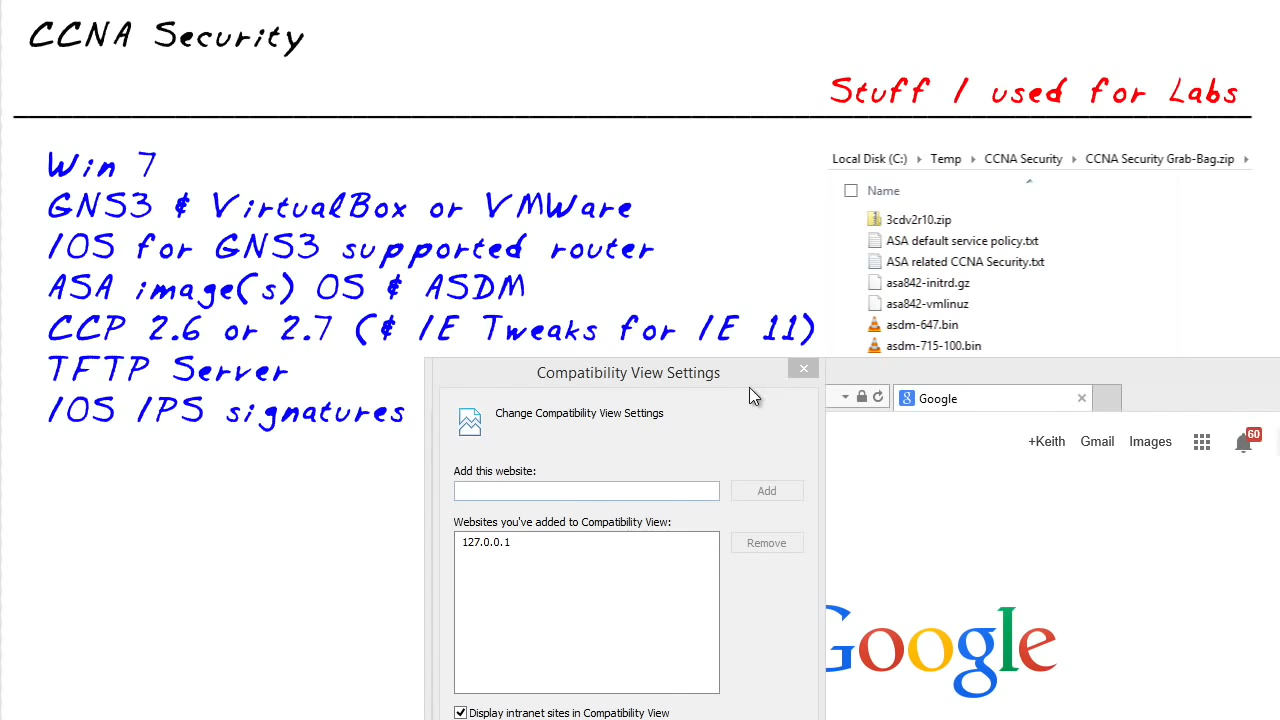 CCNA Security
Stuff I used for Labs
Win 7
GNS3 & VirtualBox or VMWare
IOS for GNS3 supported router
ASA image(s) OS & ASDM
CCP 2.6 or 2.7 (& IE Tweaks for IE 11)
TFTP Server
IOS IPS signatures
Local Disk (C:) Temp CCNA Security CCNA Security Grab-Bag.zip
Name
3cdv2r10.zip
ASA default service policy.txt
ASA related CCNA Security.txt
asa842-initrd.gz
asa842-vmlinuz
asdm-647.bin
asdm-715-100.bin
Compatibility View Settings
Change Compatibility View Settings
Add this website:
Add
Websites you've added to Compatibility View:
127.0.0.1
Remove
Display intranet sites in Compatibility View
Google
+Keith Gmail Images 60
Google